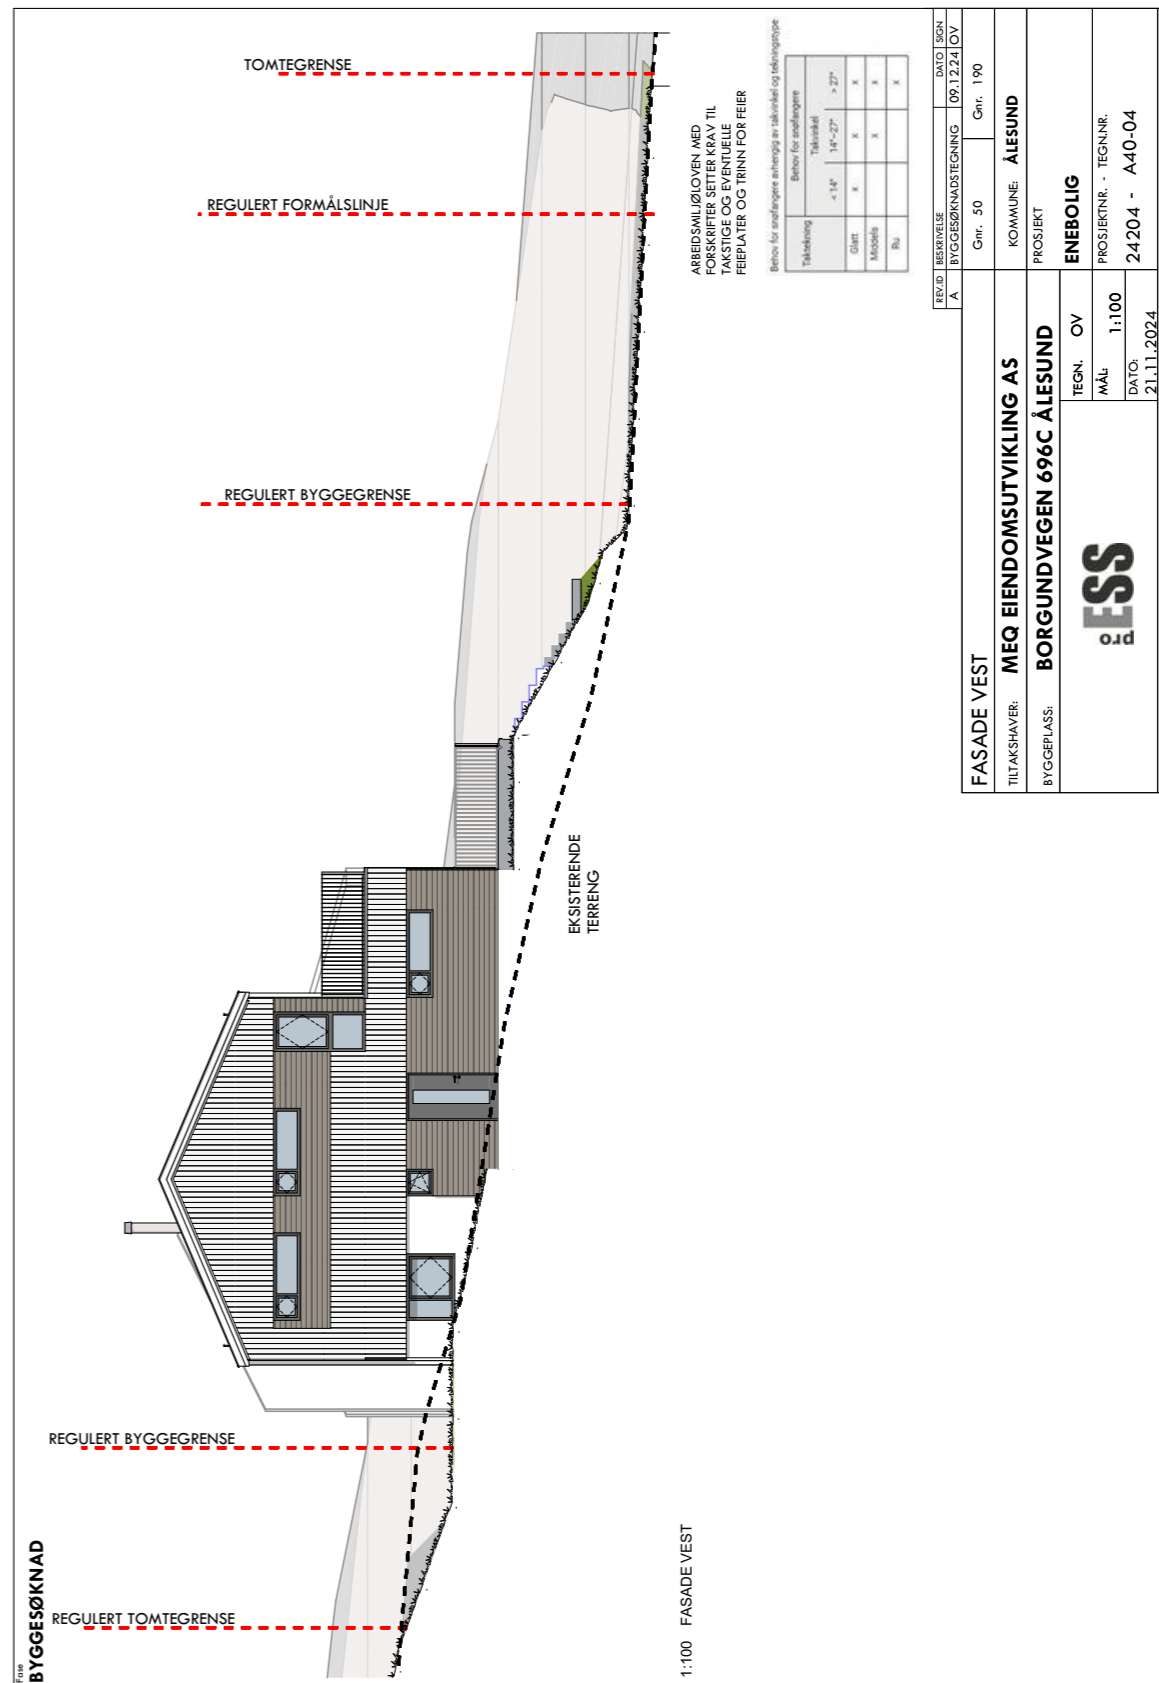 Fase
BYGGESØKNAD
REGULERT TOMTEGRENSE
REGULERT BYGGEGRENSE
REGULERT BYGGEGRENSE
REGULERT FORMÅLSLINJE
TOMTEGRENSE
EKSISTERENDE
TERRENG
1:100 FASADE VEST
ARBEIDSMILJØLOVEN MED
FORSKRIFTER SETTER KRAV TIL
TAKSTIGE OG EVENTUELLE
FEIEPLATER OG TRINN FOR FEIER
Behov for snøfangere avhengig av takvinkel og tekningstype
Taktekning Behov for snøfangere
Takvinkel
< 14° 14°–27° > 27°
Glatt x x x
Middels x x
Ru x
REV.ID BESKRIVELSE DATO SIGN
A BYGGESØKNADSTEGNING 09.12.24 OV
FASADE VEST Gnr. 50 Gnr. 190
TILTAKSHAVER: MEQ EIENDOMSUTVIKLING AS KOMMUNE: ÅLESUND
BYGGEPLASS: BORGUNDVEGEN 696C ÅLESUND PROSJEKT
TEGN. OV ENEBOLIG
MÅL: 1:100 PROSJEKTNR. - TEGN.NR.
DATO: 24204 - A40-04
21.11.2024
pro ESS